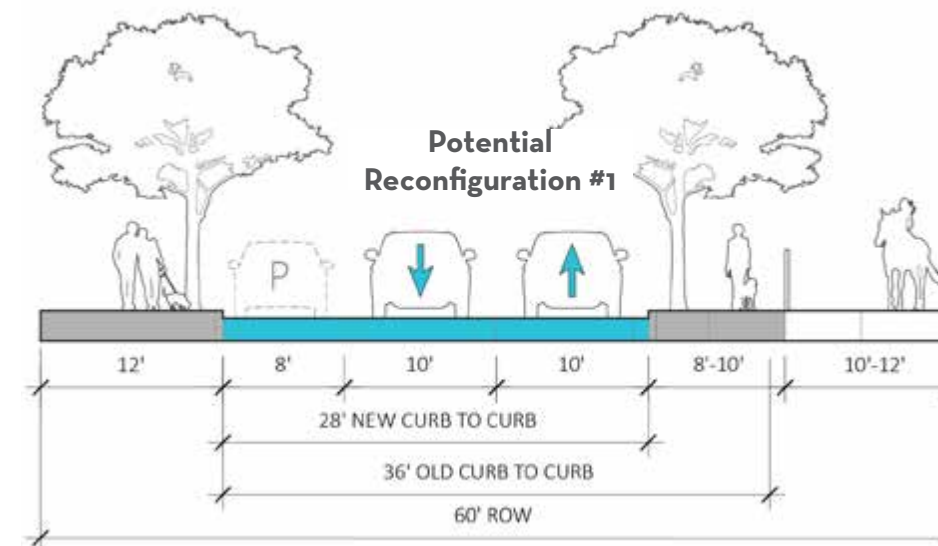 Potential
Reconfiguration #1
P
12' 8' 10' 10' 8'-10' 10'-12'
28' NEW CURB TO CURB
36' OLD CURB TO CURB
60' ROW